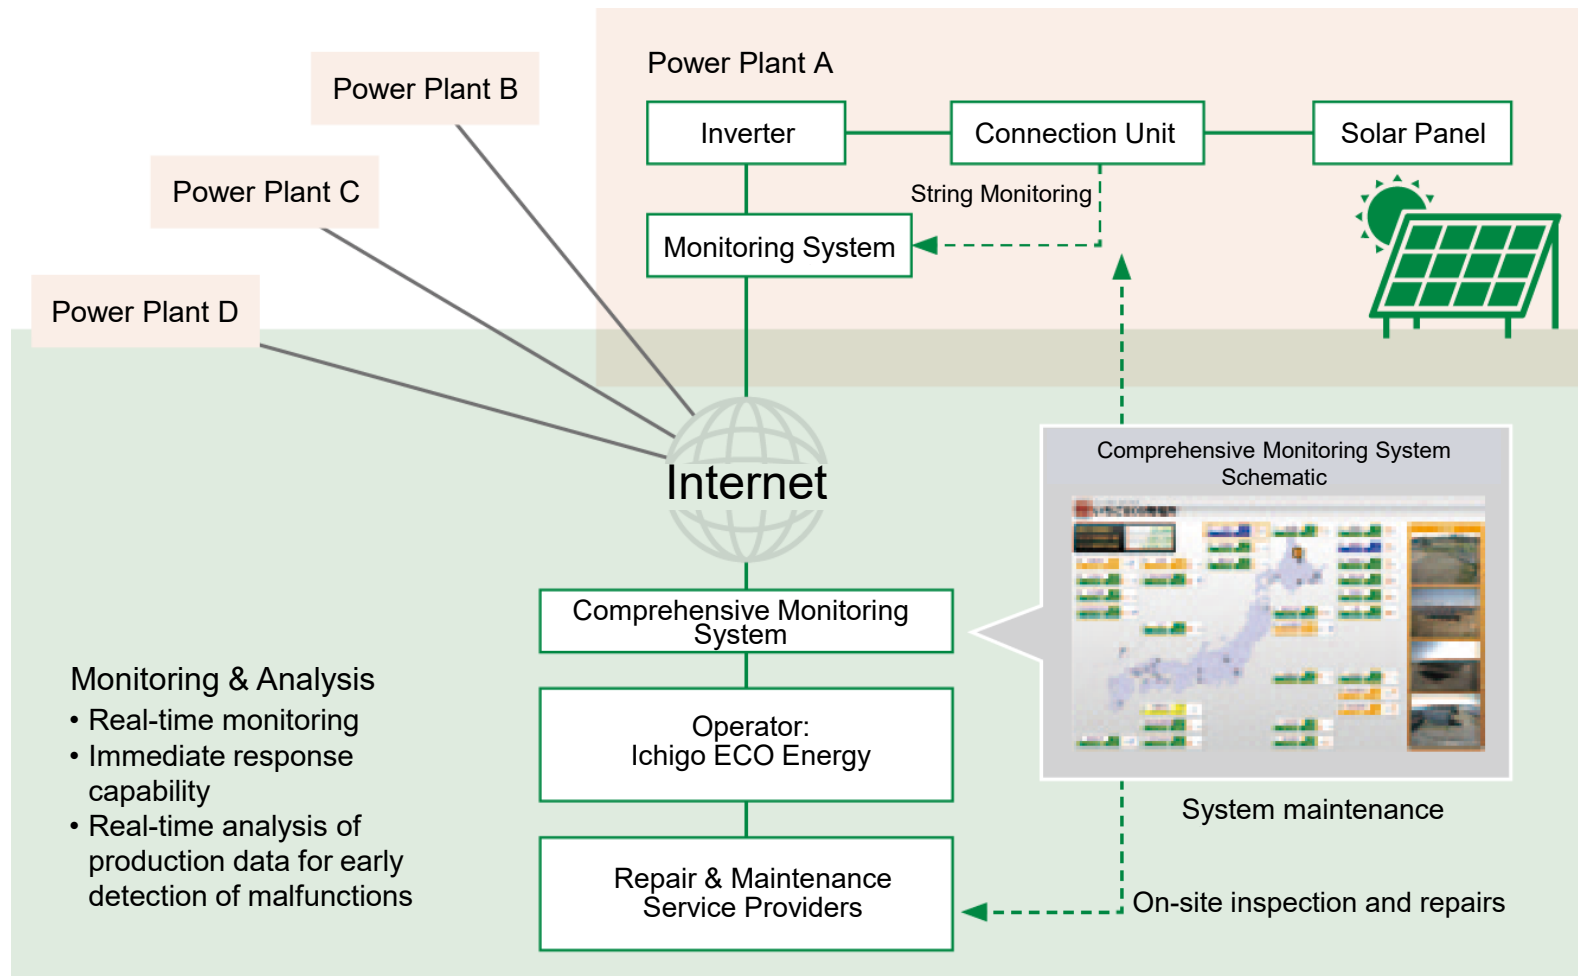 Power Plant A
Power Plant B
Inverter
Connection Unit
Solar Panel
Power Plant C
String Monitoring
Monitoring System
Power Plant D
Internet
Comprehensive Monitoring System
Schematic
Comprehensive Monitoring
System
Monitoring & Analysis
• Real-time monitoring
• Immediate response
capability
• Real-time analysis of
production data for early
detection of malfunctions
Operator:
Ichigo ECO Energy
System maintenance
Repair & Maintenance
Service Providers
On-site inspection and repairs